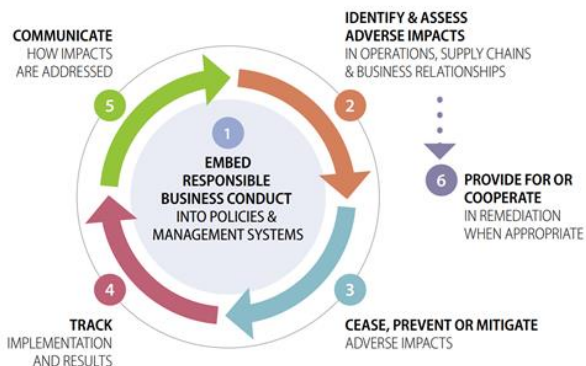 1
EMBED
RESPONSIBLE
BUSINESS CONDUCT
INTO POLICIES &
MANAGEMENT SYSTEMS
2
IDENTIFY & ASSESS
ADVERSE IMPACTS
IN OPERATIONS, SUPPLY CHAINS
& BUSINESS RELATIONSHIPS
3
CEASE, PREVENT OR MITIGATE
ADVERSE IMPACTS
4
TRACK
IMPLEMENTATION
AND RESULTS
5
COMMUNICATE
HOW IMPACTS
ARE ADDRESSED
6
PROVIDE FOR OR
COOPERATE
IN REMEDIATION
WHEN APPROPRIATE